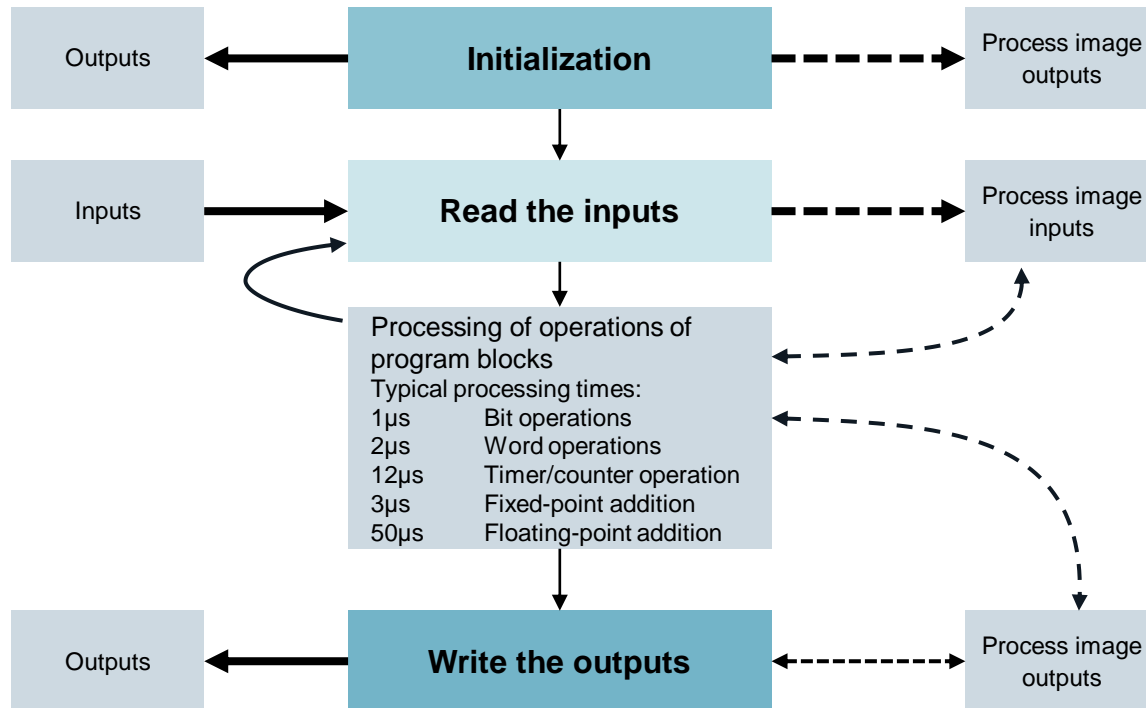 Outputs
Initialization
Process image
outputs
Inputs
Read the inputs
Process image
inputs
Processing of operations of
program blocks
Typical processing times:
1µs Bit operations
2µs Word operations
12µs Timer/counter operation
3µs Fixed-point addition
50µs Floating-point addition
Outputs
Write the outputs
Process image
outputs